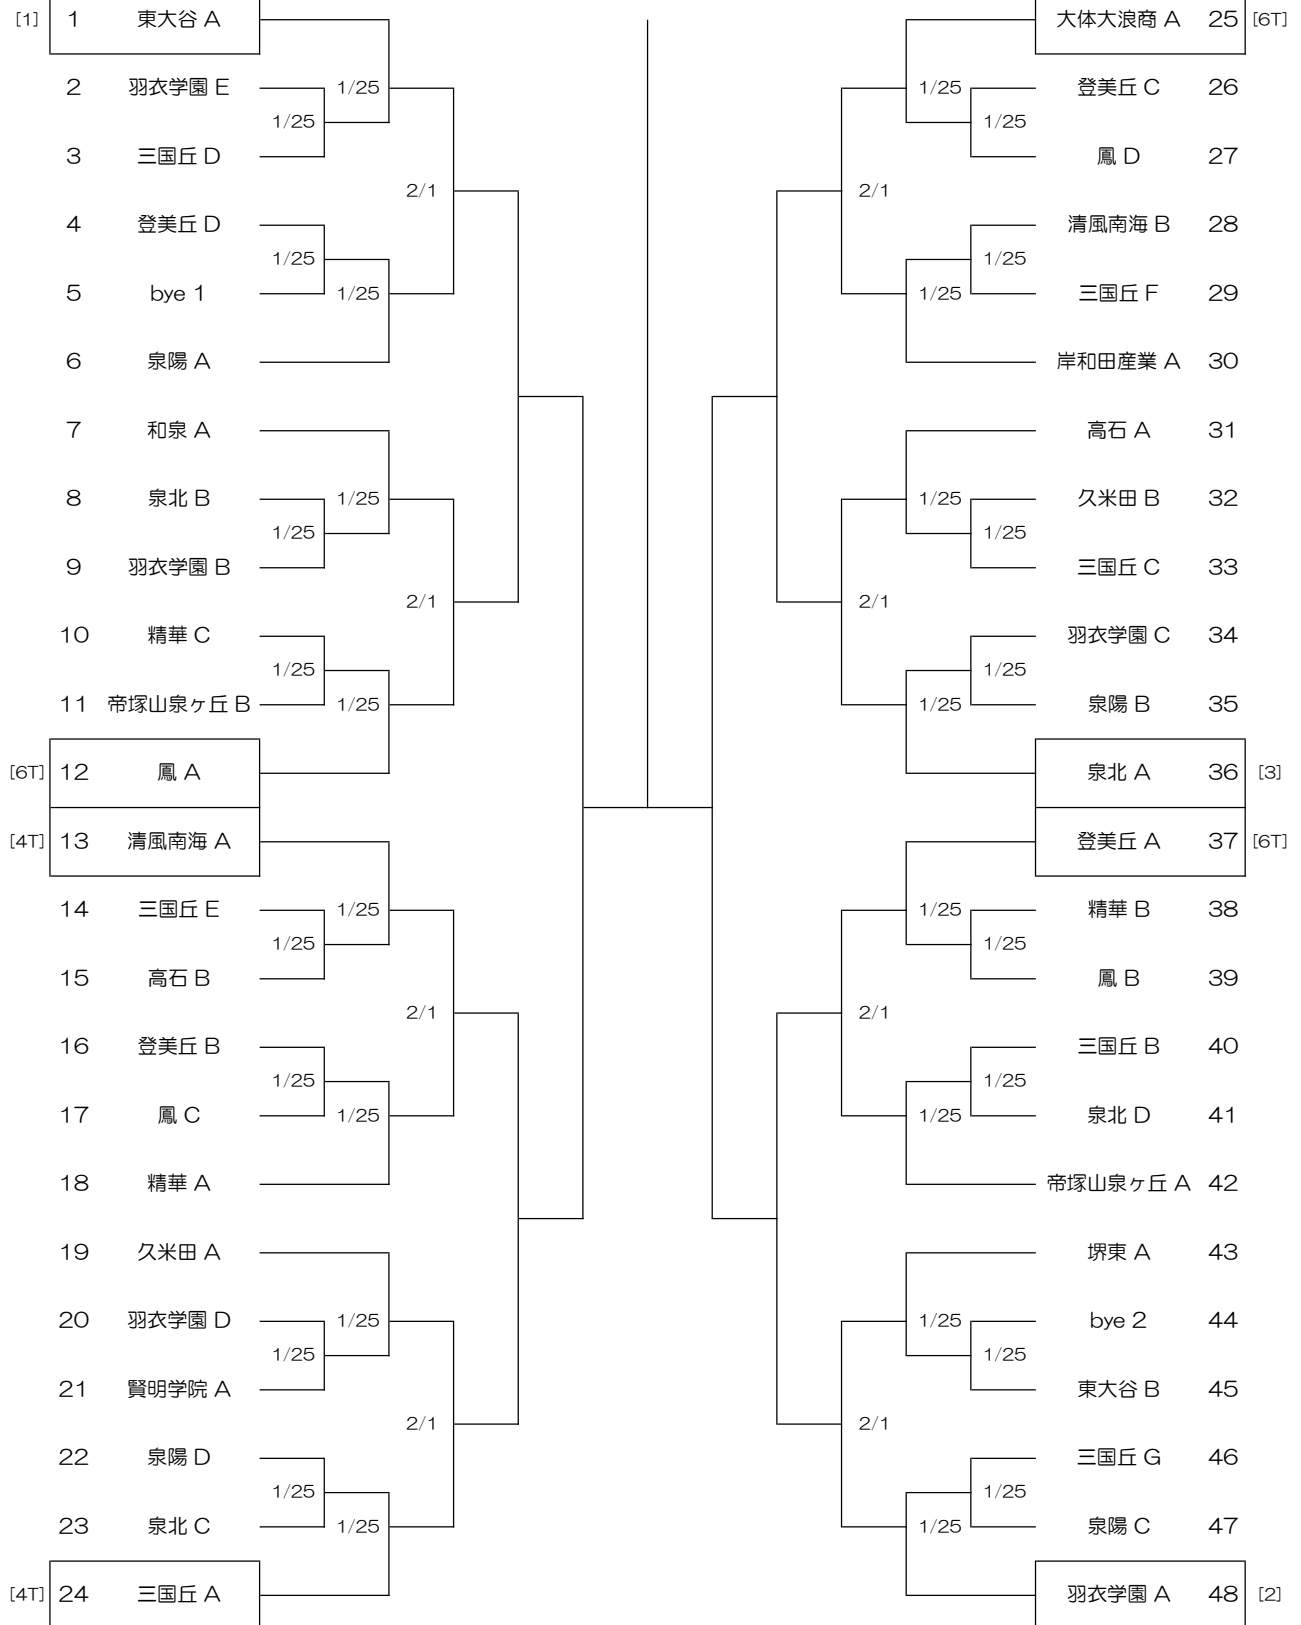 [1] 1 東大谷 A
2 羽衣学園 E 1/25
1/25
3 三国丘 D
2/1
4 登美丘 D
1/25
5 bye 1 1/25
6 泉陽 A
7 和泉 A
8 泉北 B 1/25
1/25
9 羽衣学園 B
2/1
10 精華 C
1/25
11 帝塚山泉ヶ丘 B 1/25
[6T] 12 鳳 A
[4T] 13 清風南海 A
14 三国丘 E 1/25
1/25
15 高石 B
2/1
16 登美丘 B
1/25
17 鳳 C 1/25
18 精華 A
19 久米田 A
20 羽衣学園 D 1/25
1/25
21 賢明学院 A
2/1
22 泉陽 D
1/25
23 泉北 C 1/25
[4T] 24 三国丘 A
大体大浪商 A 25 [6T]
1/25 登美丘 C 26
1/25
鳳 D 27
2/1
清風南海 B 28
1/25
1/25 三国丘 F 29
岸和田産業 A 30
高石 A 31
1/25 久米田 B 32
1/25
三国丘 C 33
2/1
羽衣学園 C 34
1/25
1/25 泉陽 B 35
泉北 A 36 [3]
登美丘 A 37 [6T]
1/25 精華 B 38
1/25
鳳 B 39
2/1
三国丘 B 40
1/25
1/25 泉北 D 41
帝塚山泉ヶ丘 A 42
堺東 A 43
1/25 bye 2 44
1/25
東大谷 B 45
2/1
三国丘 G 46
1/25
1/25 泉陽 C 47
羽衣学園 A 48 [2]